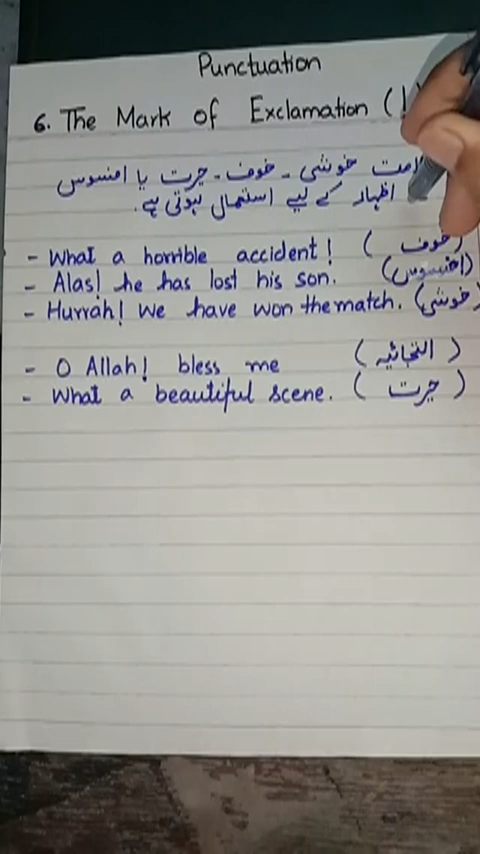 Punctuation
6. The Mark of Exclamation (!)
خوشی - خوف - حیرت یا افسوس
اظہار کے لیے استعمال ہوتی ہے.
- What a horrible accident! (خوف)
- Alas! he has lost his son. (افسوس)
- Hurrah! We have won the match. (خوشی)
- O Allah! bless me (التجائیہ)
- What a beautiful scene. (حیرت)